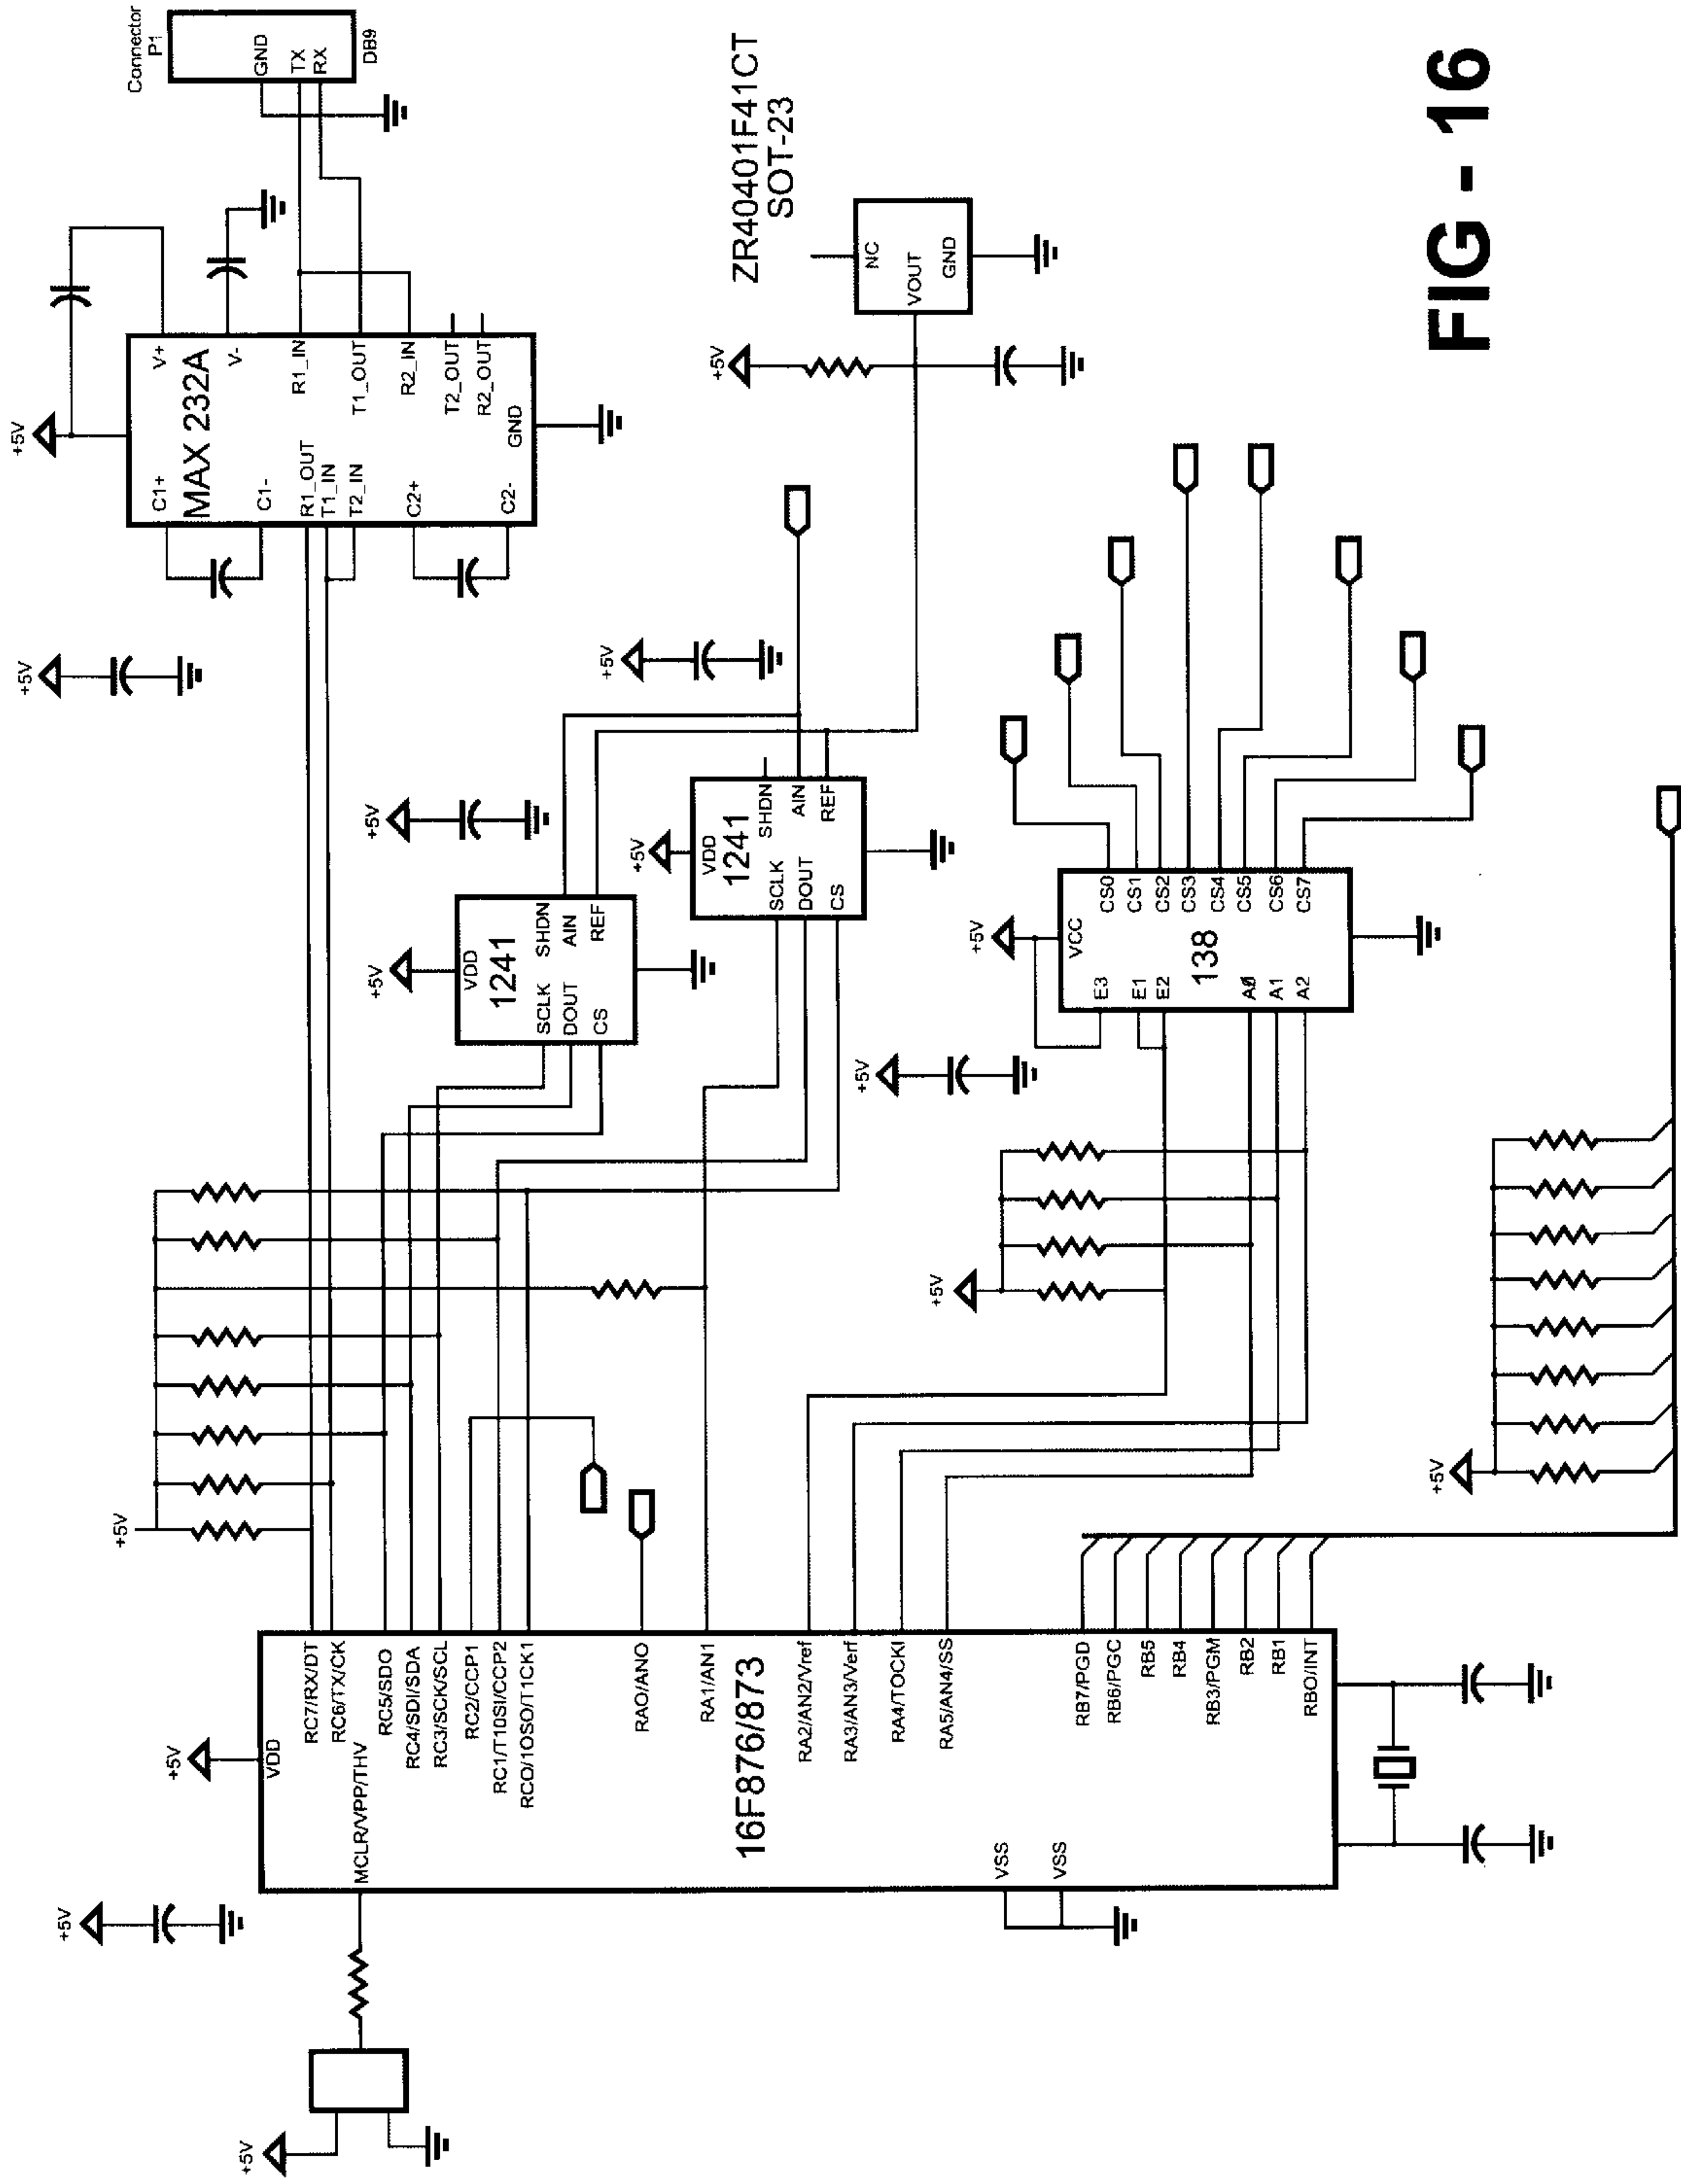 Connector
P1
GND
TX
RX
DB9
+5V
V+
V-
R1_IN
T1_OUT
R2_IN
T2_OUT
R2_OUT
GND
MAX 232A
C1+
C1-
R1_OUT
T1_IN
T2_IN
C2+
C2-
+5V
ZR40401F41CT
SOT-23
NC
VOUT
GND
+5V
+5V
+5V
+5V
VDD
1241
SCLK
DOUT
CS
SHDN
AIN
REF
+5V
VDD
1241
SCLK
DOUT
CS
SHDN
AIN
REF
+5V
+5V
VCC
138
E3
E1
E2
A0
A1
A2
CS0
CS1
CS2
CS3
CS4
CS5
CS6
CS7
+5V
+5V
+5V
+5V
VDD
MCLR/VPP/THV
16F876/873
VSS
VSS
RC7/RX/DT
RC6/TX/CK
RC5/SDO
RC4/SDI/SDA
RC3/SCK/SCL
RC2/CCP1
RC1/T10SI/CCP2
RCO/1OSO/T1CK1
RAO/ANO
RA1/AN1
RA2/AN2/Vref
RA3/AN3/Verf
RA4/TOCKI
RA5/AN4/SS
RB7/PGD
RB6/PGC
RB5
RB4
RB3/PGM
RB2
RB1
RBO/INT
+5V
+5V
FIG - 16